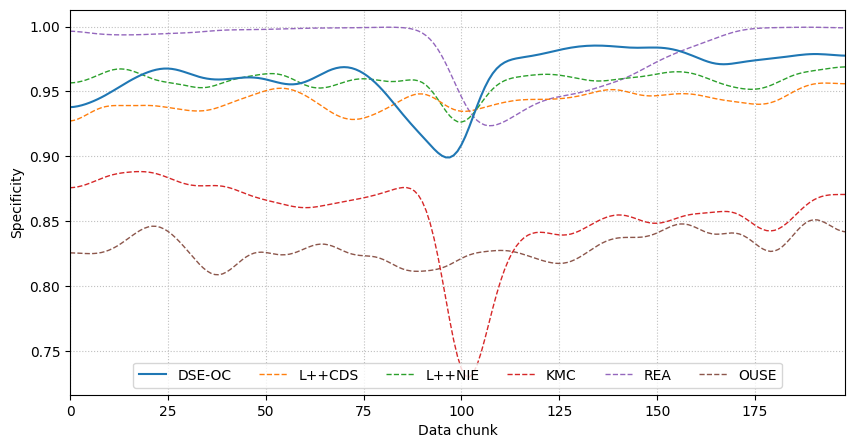 1.00
0.95
0.90
0.85
0.80
0.75
Specificity
DSE-OC L++CDS L++NIE KMC REA OUSE
0 25 50 75 100 125 150 175
Data chunk